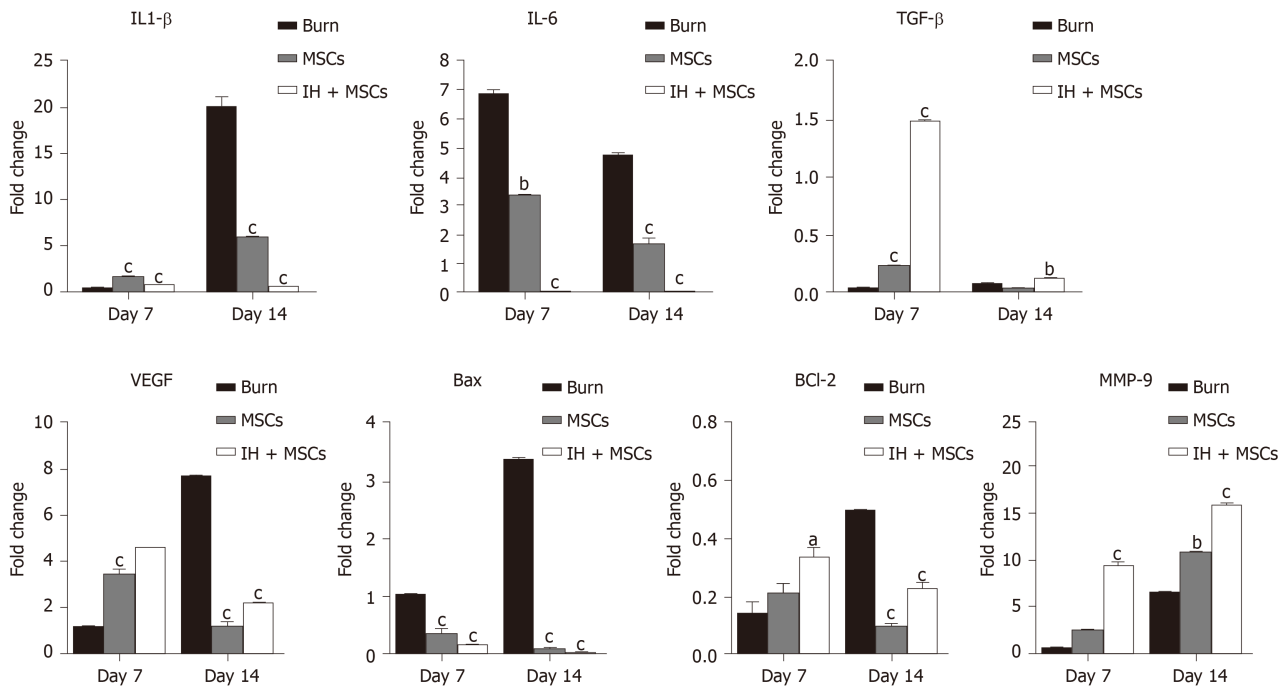 IL1-β
Burn
MSCs
IH + MSCs
Fold change
25
20
15
10
5
0
c
c
c
c
Day 7
Day 14
IL-6
Burn
MSCs
IH + MSCs
Fold change
8
7
6
5
4
3
2
1
0
b
c
c
c
Day 7
Day 14
TGF-β
Burn
MSCs
IH + MSCs
Fold change
2.0
1.5
1.0
0.5
0.0
c
c
b
Day 7
Day 14
VEGF
Burn
MSCs
IH + MSCs
Fold change
10
8
6
4
2
0
c
c
c
Day 7
Day 14
Bax
Burn
MSCs
IH + MSCs
Fold change
4
3
2
1
0
c
c
c
c
Day 7
Day 14
BCl-2
Burn
MSCs
IH + MSCs
Fold change
0.8
0.6
0.4
0.2
0.0
a
c
c
Day 7
Day 14
MMP-9
Burn
MSCs
IH + MSCs
Fold change
25
20
15
10
5
0
c
b
c
Day 7
Day 14